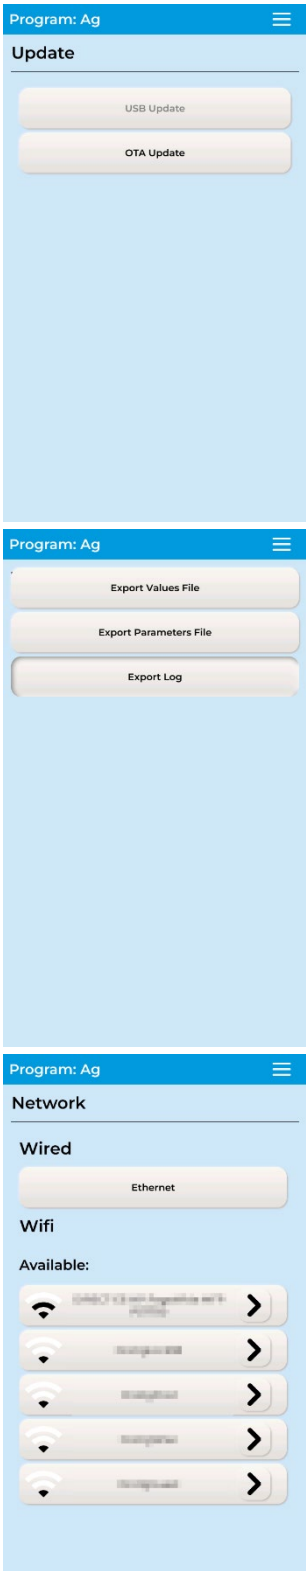 Program: Ag
Update
USB Update
OTA Update
Program: Ag
Export Values File
Export Parameters File
Export Log
Program: Ag
Network
Wired
Ethernet
Wifi
Available: